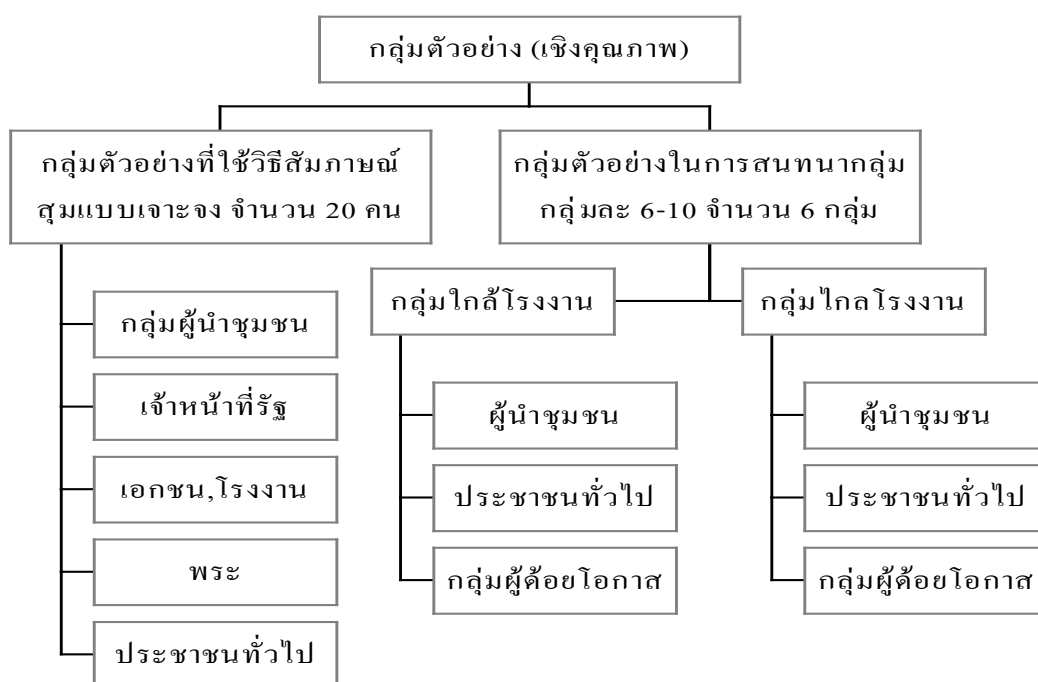 กลุ่มตัวอย่าง (เชิงคุณภาพ)
กลุ่มตัวอย่างที่ใช้วิธีสัมภาษณ์
สุมแบบเจาะจง จำนวน 20 คน
กลุ่มผู้นำชุมชน
เจ้าหน้าที่รัฐ
เอกชน,โรงงาน
พระ
ประชาชนทั่วไป
กลุ่มตัวอย่างในการสนทนากลุ่ม
กลุ่มละ 6-10 จำนวน 6 กลุ่ม
กลุ่มใกล้โรงงาน
ผู้นำชุมชน
ประชาชนทั่วไป
กลุ่มผู้ด้อยโอกาส
กลุ่มไกลโรงงาน
ผู้นำชุมชน
ประชาชนทั่วไป
กลุ่มผู้ด้อยโอกาส